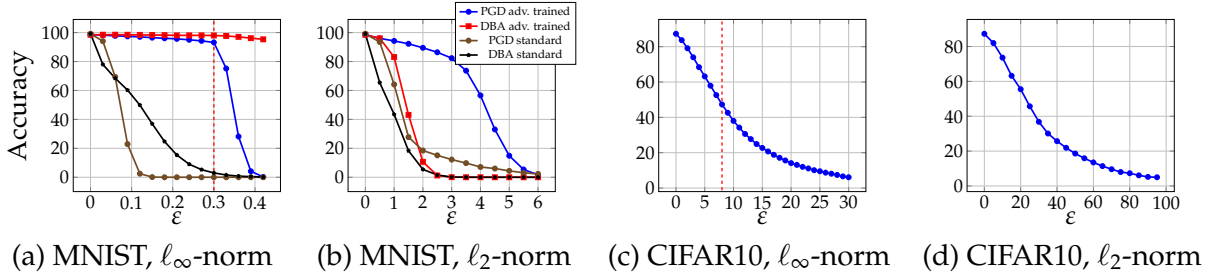 PGD adv. trained
DBA adv. trained
PGD standard
DBA standard
Accuracy
100
80
60
40
20
0
0 0.1 0.2 0.3 0.4
ε
100
80
60
40
20
0
0 1 2 3 4 5 6
ε
80
60
40
20
0
0 5 10 15 20 25 30
ε
80
60
40
20
0
0 20 40 60 80 100
ε
(a) MNIST, ℓ∞-norm (b) MNIST, ℓ2-norm (c) CIFAR10, ℓ∞-norm (d) CIFAR10, ℓ2-norm